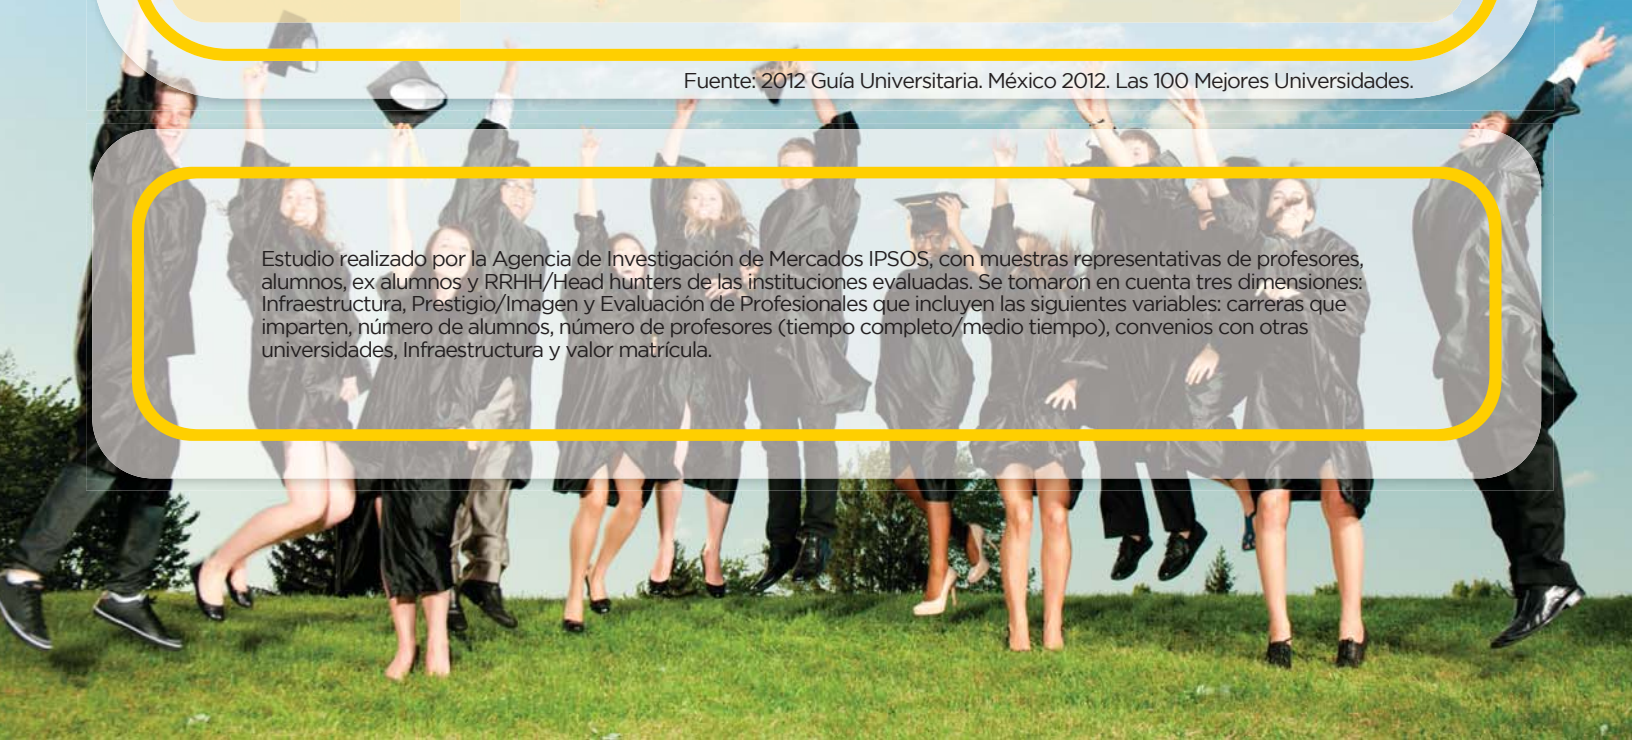 Fuente: 2012 Guía Universitaria. México 2012. Las 100 Mejores Universidades.
Estudio realizado por la Agencia de Investigación de Mercados IPSOS, con muestras representativas de profesores,
alumnos, ex alumnos y RRHH/Head hunters de las instituciones evaluadas. Se tomaron en cuenta tres dimensiones:
Infraestructura, Prestigio/Imagen y Evaluación de Profesionales que incluyen las siguientes variables: carreras que
imparten, número de alumnos, número de profesores (tiempo completo/medio tiempo), convenios con otras
universidades, Infraestructura y valor matrícula.